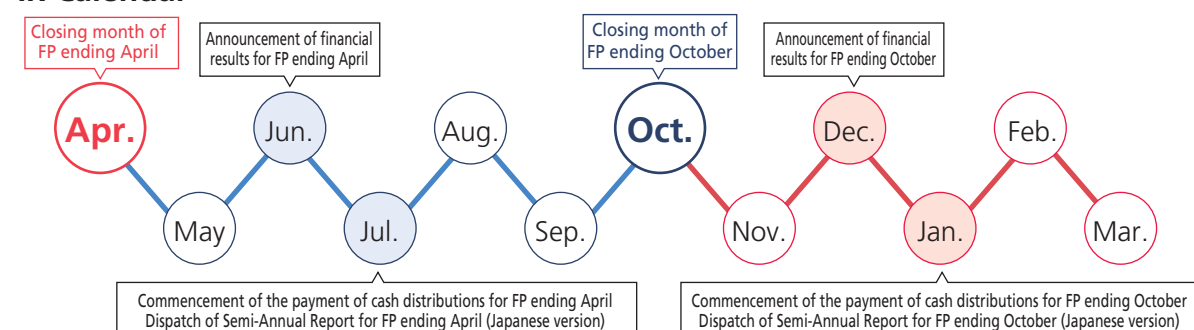 Closing month of
FP ending April
Announcement of financial
results for FP ending April
Closing month of
FP ending October
Announcement of financial
results for FP ending October
Apr.
Jun.
Aug.
Oct.
Dec.
Feb.
May
Jul.
Sep.
Nov.
Jan.
Mar.
Commencement of the payment of cash distributions for FP ending April
Dispatch of Semi-Annual Report for FP ending April (Japanese version)
Commencement of the payment of cash distributions for FP ending October
Dispatch of Semi-Annual Report for FP ending October (Japanese version)